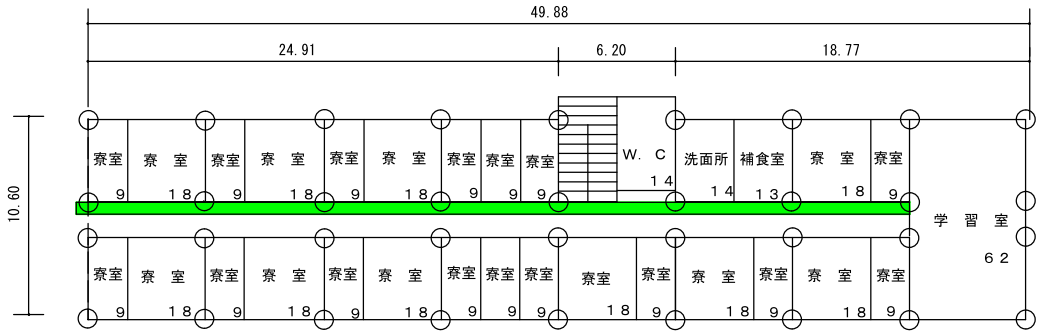 49.88
24.91 6.20 18.77
10.60
寮室 寮 室 寮室 寮 室 寮室 寮 室 寮室 寮室 寮室 W. C 洗面所 補食室 寮 室 寮室
9 18 9 18 9 18 9 9 9 14 14 13 18 9
学 習 室
62
寮室 寮 室 寮室 寮 室 寮室 寮 室 寮室 寮室 寮室 寮室 寮室 寮 室 寮室 寮 室 寮室
9 18 9 18 9 18 9 9 9 18 9 18 9 18 9